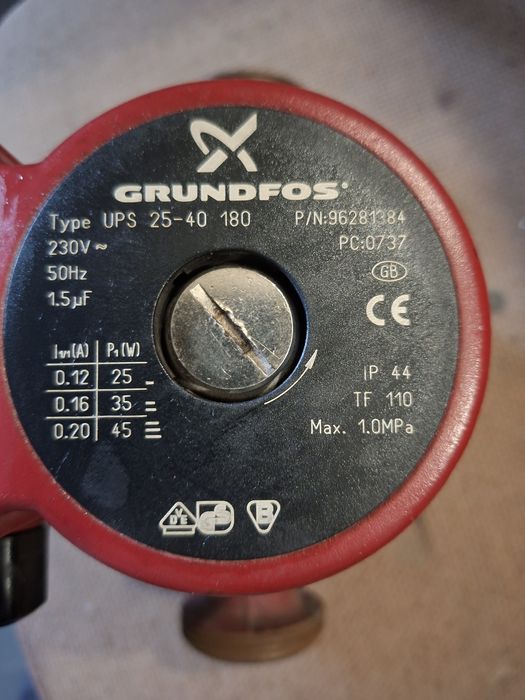 GRUNDFOS
Type UPS 25-40 180 P/N:96281384
230V ~ PC:0737
50Hz GB
1.5µF CE
I1/1(A) P1(W)
0.12 25 IP 44
0.16 35 TF 110
0.20 45 Max. 1.0MPa
VDE GS B